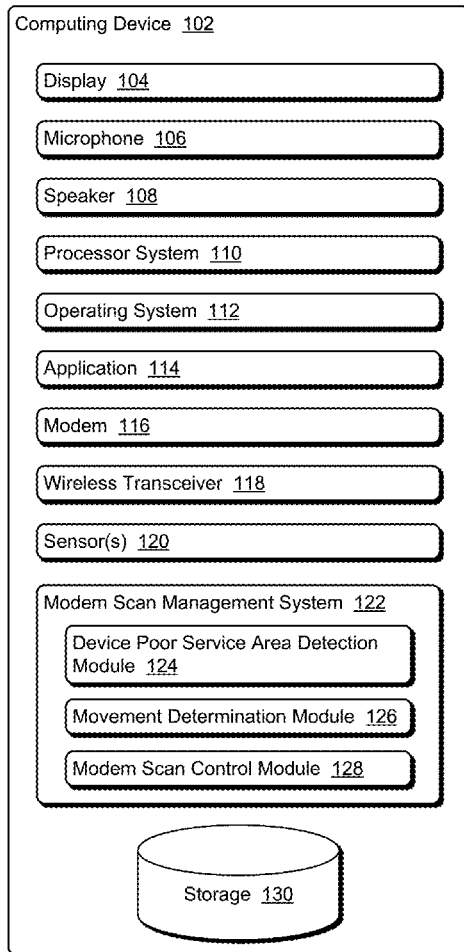 Computing Device 102
Display 104
Microphone 106
Speaker 108
Processor System 110
Operating System 112
Application 114
Modem 116
Wireless Transceiver 118
Sensor(s) 120
Modem Scan Management System 122
Device Poor Service Area Detection
Module 124
Movement Determination Module 126
Modem Scan Control Module 128
Storage 130